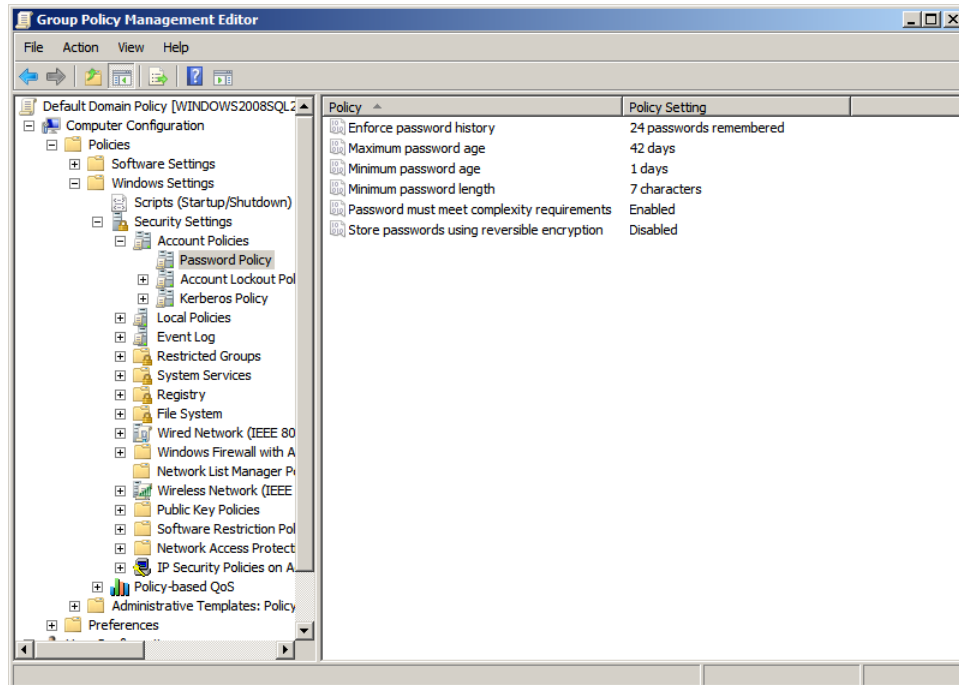 Group Policy Management Editor
File Action View Help
Default Domain Policy [WINDOWS2008SQL2
Computer Configuration
Policies
Software Settings
Windows Settings
Scripts (Startup/Shutdown)
Security Settings
Account Policies
Password Policy
Account Lockout Pol
Kerberos Policy
Local Policies
Event Log
Restricted Groups
System Services
Registry
File System
Wired Network (IEEE 80
Windows Firewall with A
Network List Manager P
Wireless Network (IEEE
Public Key Policies
Software Restriction Pol
Network Access Protect
IP Security Policies on A
Policy-based QoS
Administrative Templates: Policy
Preferences
Policy Policy Setting
Enforce password history 24 passwords remembered
Maximum password age 42 days
Minimum password age 1 days
Minimum password length 7 characters
Password must meet complexity requirements Enabled
Store passwords using reversible encryption Disabled